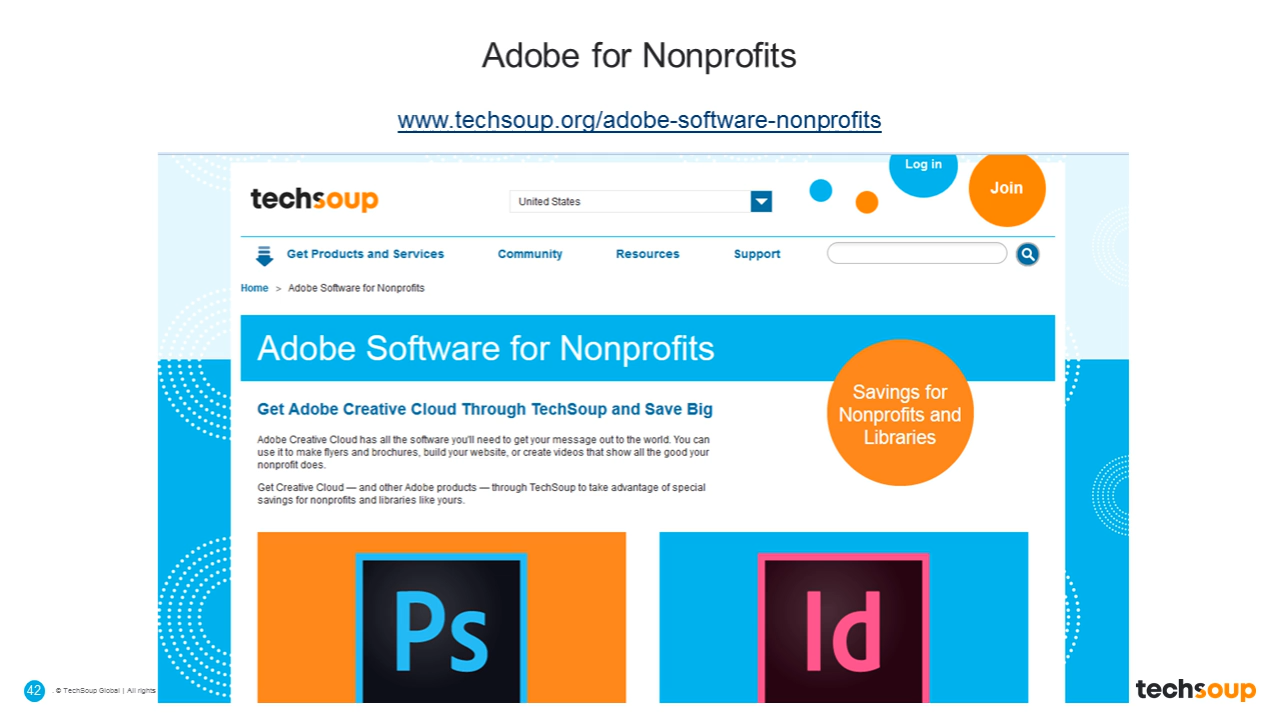 Adobe for Nonprofits
www.techsoup.org/adobe-software-nonprofits
Log in
Join
techsoup
United States
Get Products and Services
Community
Resources
Support
Home > Adobe Software for Nonprofits
Adobe Software for Nonprofits
Savings for
Nonprofits and
Libraries
Get Adobe Creative Cloud Through TechSoup and Save Big
Adobe Creative Cloud has all the software you'll need to get your message out to the world. You can
use it to make flyers and brochures, build your website, or create videos that show all the good your
nonprofit does.
Get Creative Cloud — and other Adobe products — through TechSoup to take advantage of special
savings for nonprofits and libraries like yours.
Ps
Id
42
. © TechSoup Global | All rights
techsoup